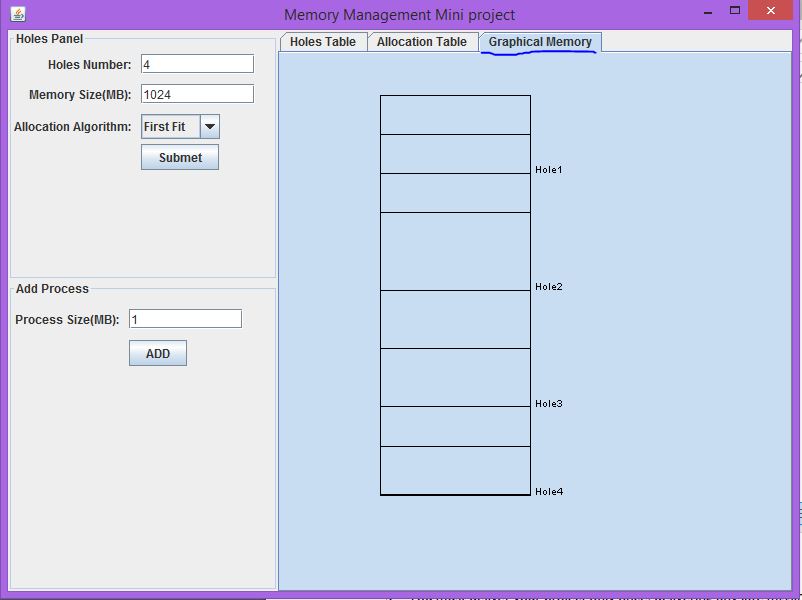 Memory Management Mini project
Holes Panel
Holes Number: 4
Memory Size(MB): 1024
Allocation Algorithm: First Fit
Submet
Add Process
Process Size(MB): 1
ADD
Holes Table Allocation Table Graphical Memory
Hole1
Hole2
Hole3
Hole4